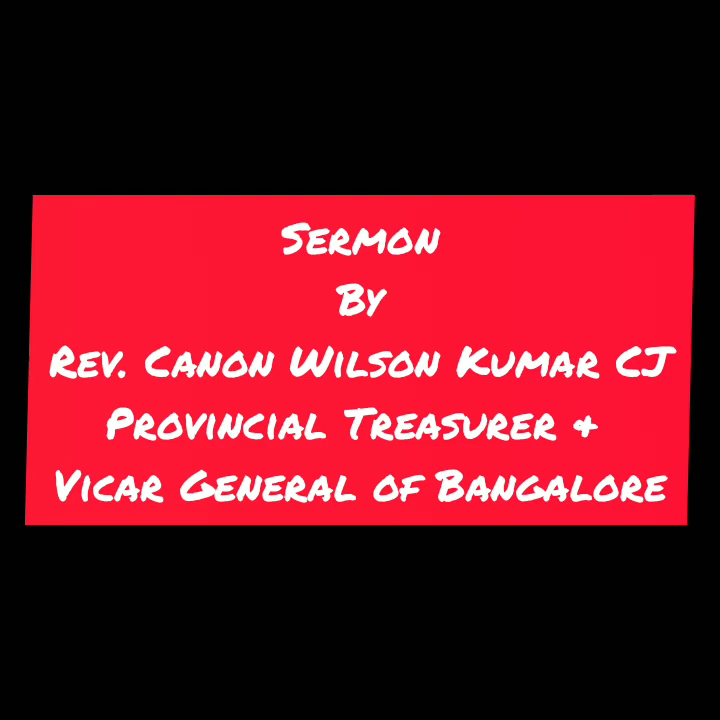 Sermon
By
Rev. Canon Wilson Kumar CJ
Provincial Treasurer &
Vicar General of Bangalore